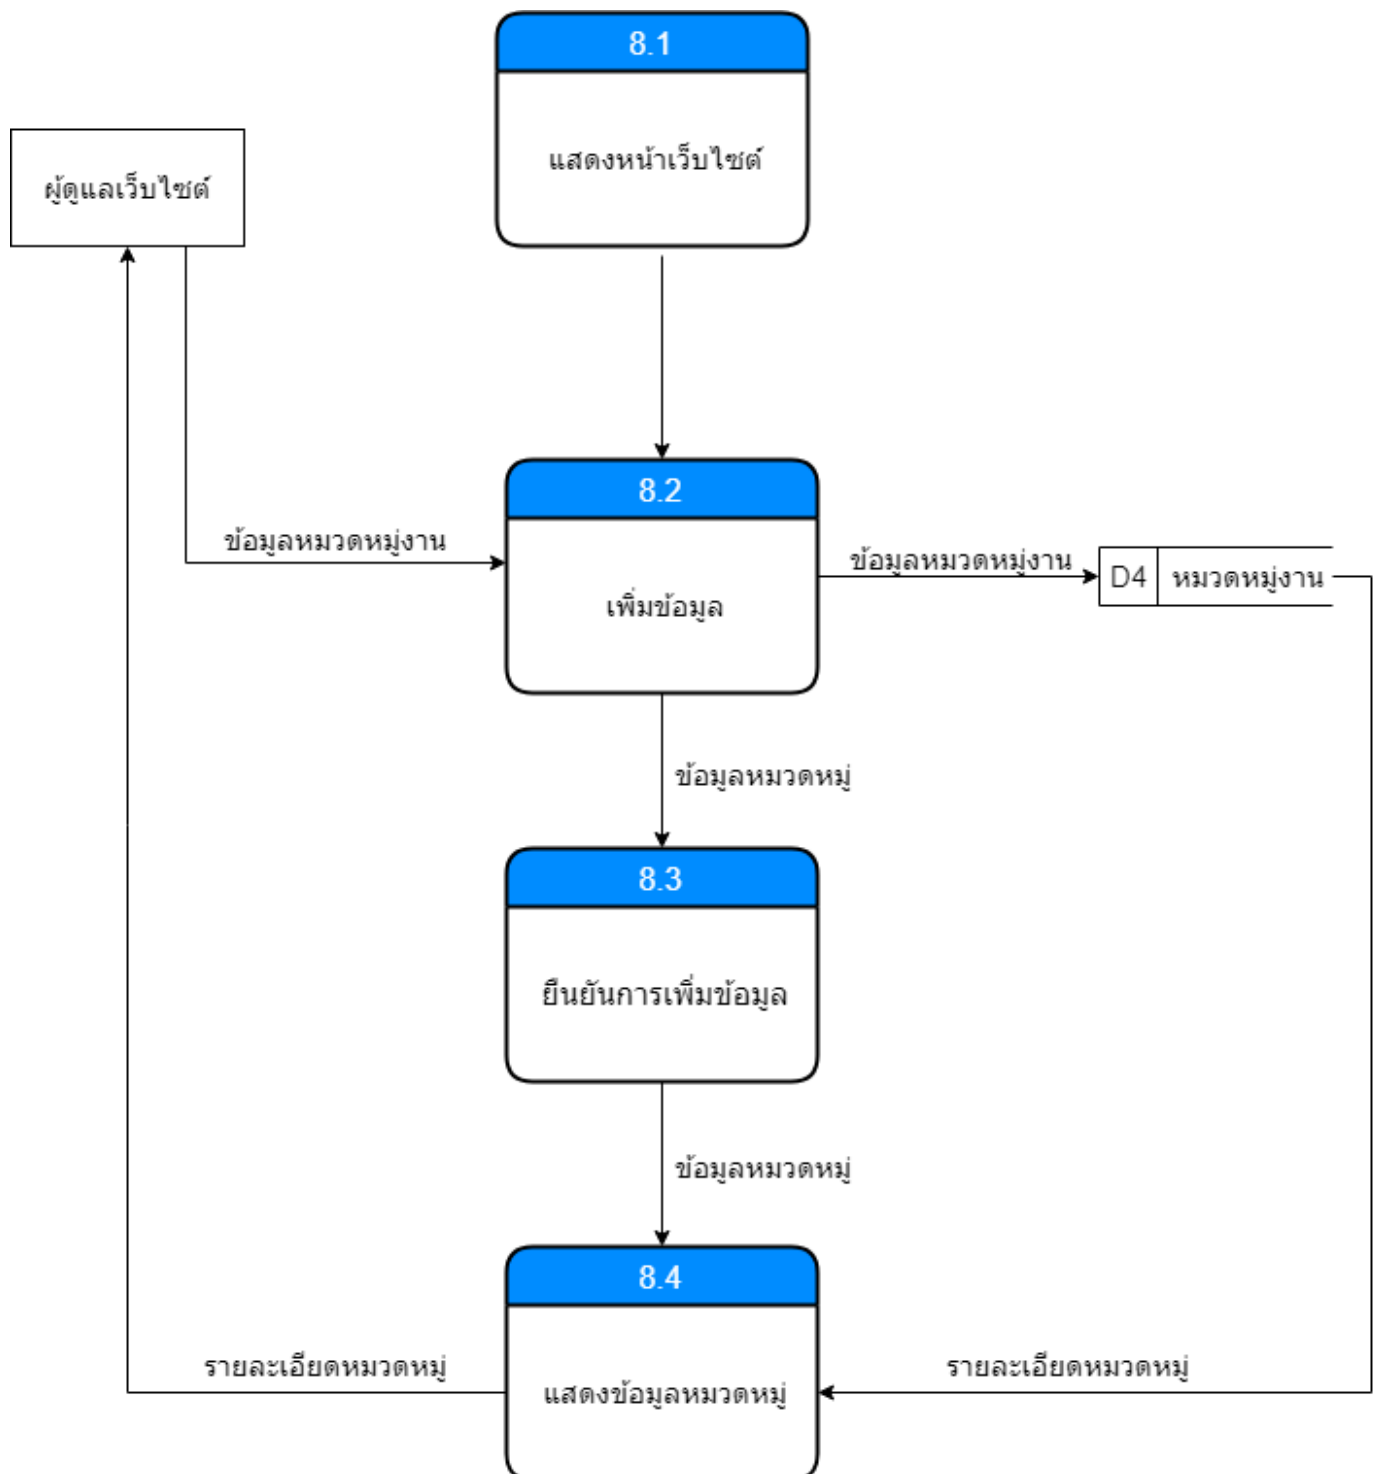 8.1
แสดงหน้าเว็บไซต์
ผู้ดูแลเว็บไซต์
8.2
ข้อมูลหมวดหมู่งาน
ข้อมูลหมวดหมู่งาน
D4 หมวดหมู่งาน
เพิ่มข้อมูล
ข้อมูลหมวดหมู่
8.3
ยืนยันการเพิ่มข้อมูล
ข้อมูลหมวดหมู่
8.4
รายละเอียดหมวดหมู่
รายละเอียดหมวดหมู่
แสดงข้อมูลหมวดหมู่